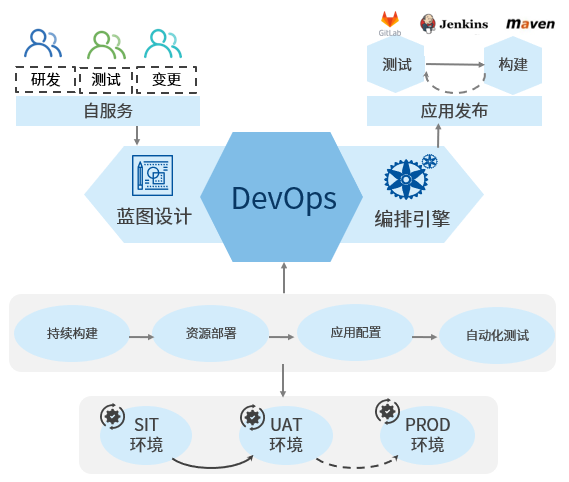 GitLab
Jenkins
maven
研发
测试
变更
自服务
测试
构建
应用发布
蓝图设计
DevOps
编排引擎
持续构建
资源部署
应用配置
自动化测试
SIT
环境
UAT
环境
PROD
环境